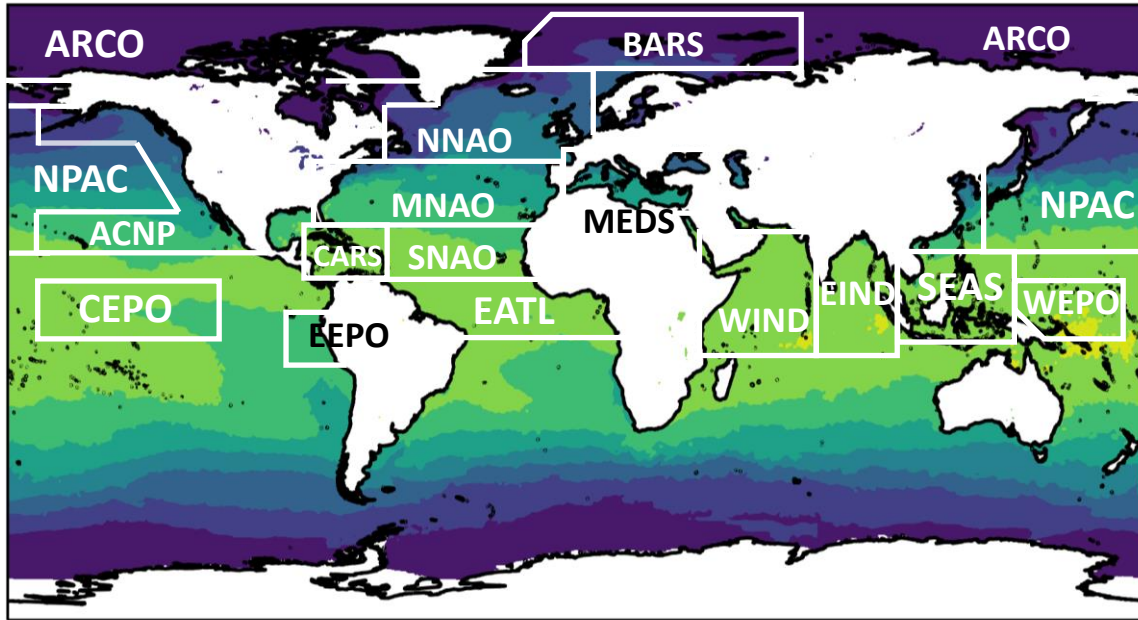 ARCO
BARS
ARCO
NNAO
NPAC
MNAO
MEDS
NPAC
ACNP
CARS
SNAO
CEPO
EEPO
EATL
WIND
EIND
SEAS
WEPO